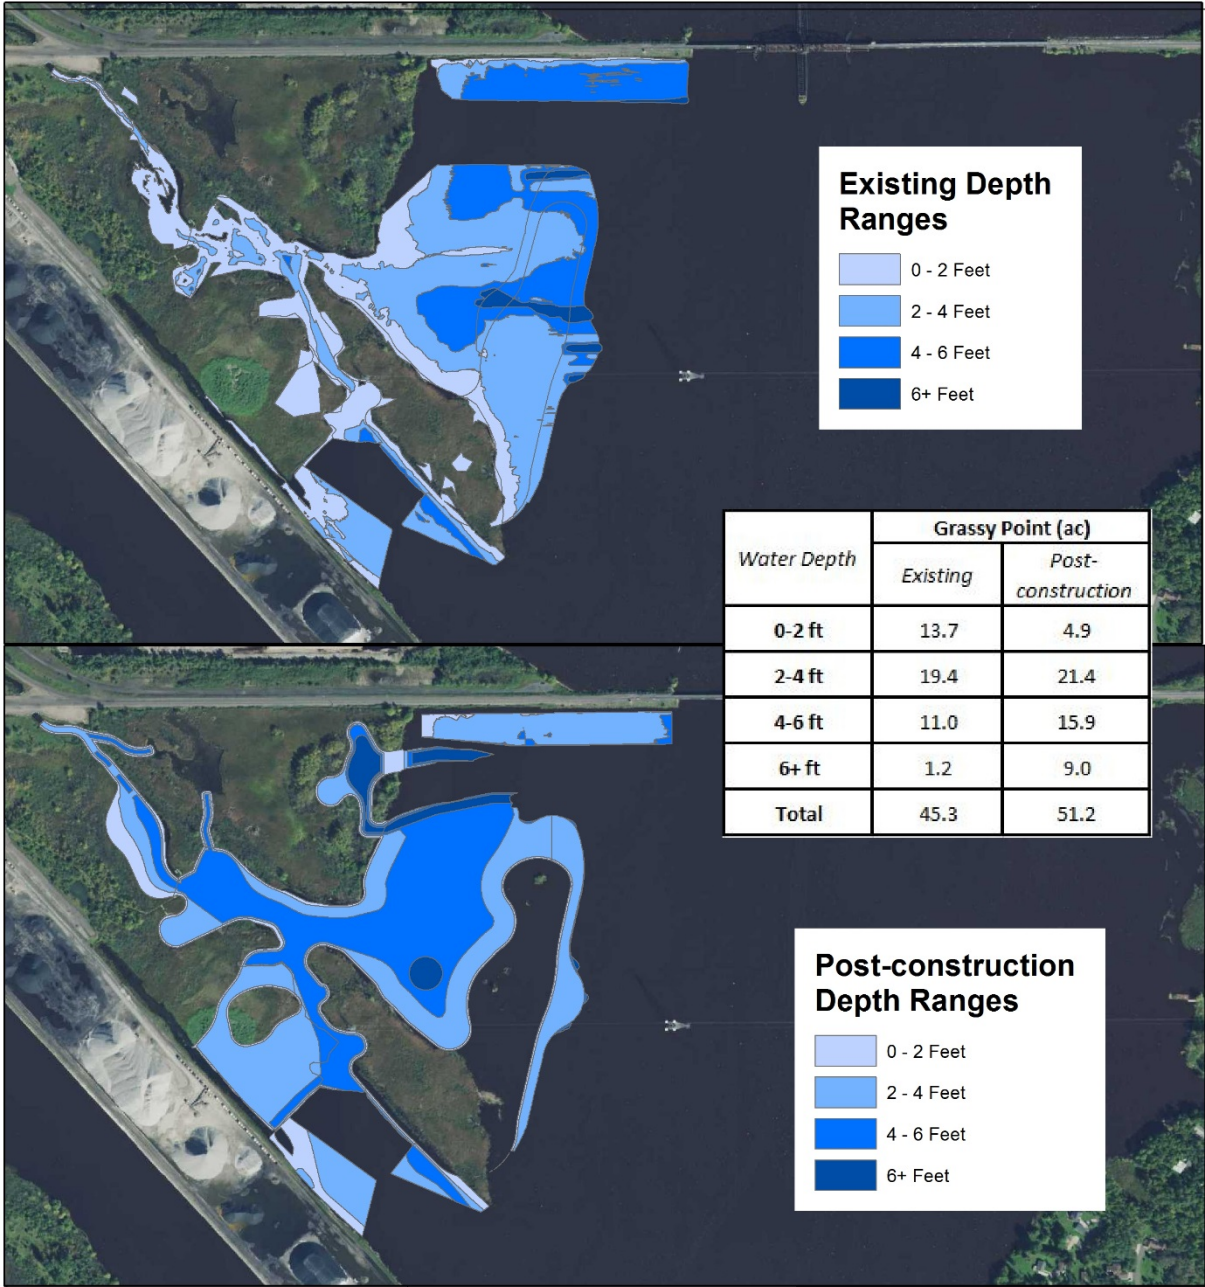 Existing Depth
Ranges
0 - 2 Feet
2 - 4 Feet
4 - 6 Feet
6+ Feet
Water Depth
Grassy Point (ac)
Existing
Post-
construction
0-2 ft 13.7 4.9
2-4 ft 19.4 21.4
4-6 ft 11.0 15.9
6+ ft 1.2 9.0
Total 45.3 51.2
Post-construction
Depth Ranges
0 - 2 Feet
2 - 4 Feet
4 - 6 Feet
6+ Feet